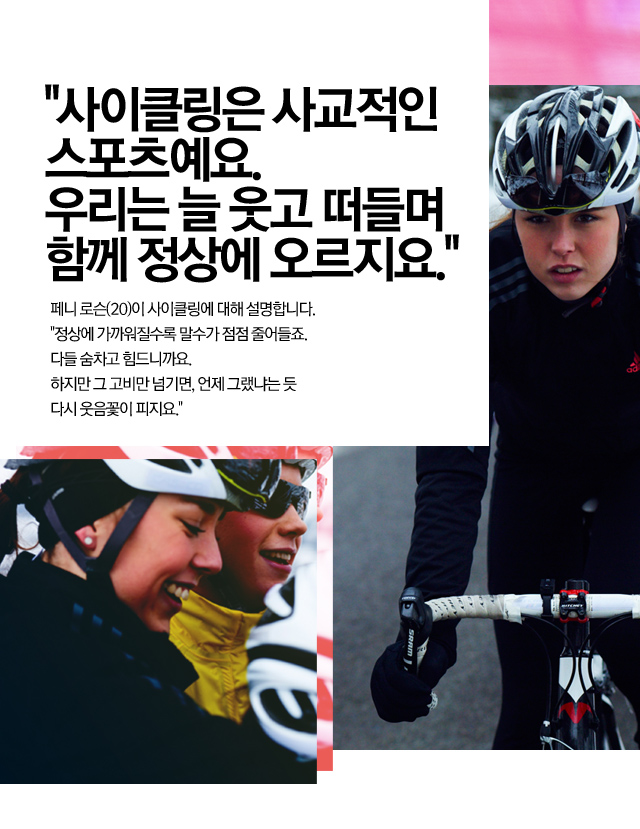 "사이클링은 사교적인
스포츠예요.
우리는 늘 웃고 떠들며
함께 정상에 오르지요."
페니 로슨(20)이 사이클링에 대해 설명합니다.
"정상에 가까워질수록 말수가 점점 줄어들죠.
다들 숨차고 힘드니까요.
하지만 그 고비만 넘기면, 언제 그랬냐는 듯
다시 웃음꽃이 피지요."
RITCHEY
SRAM